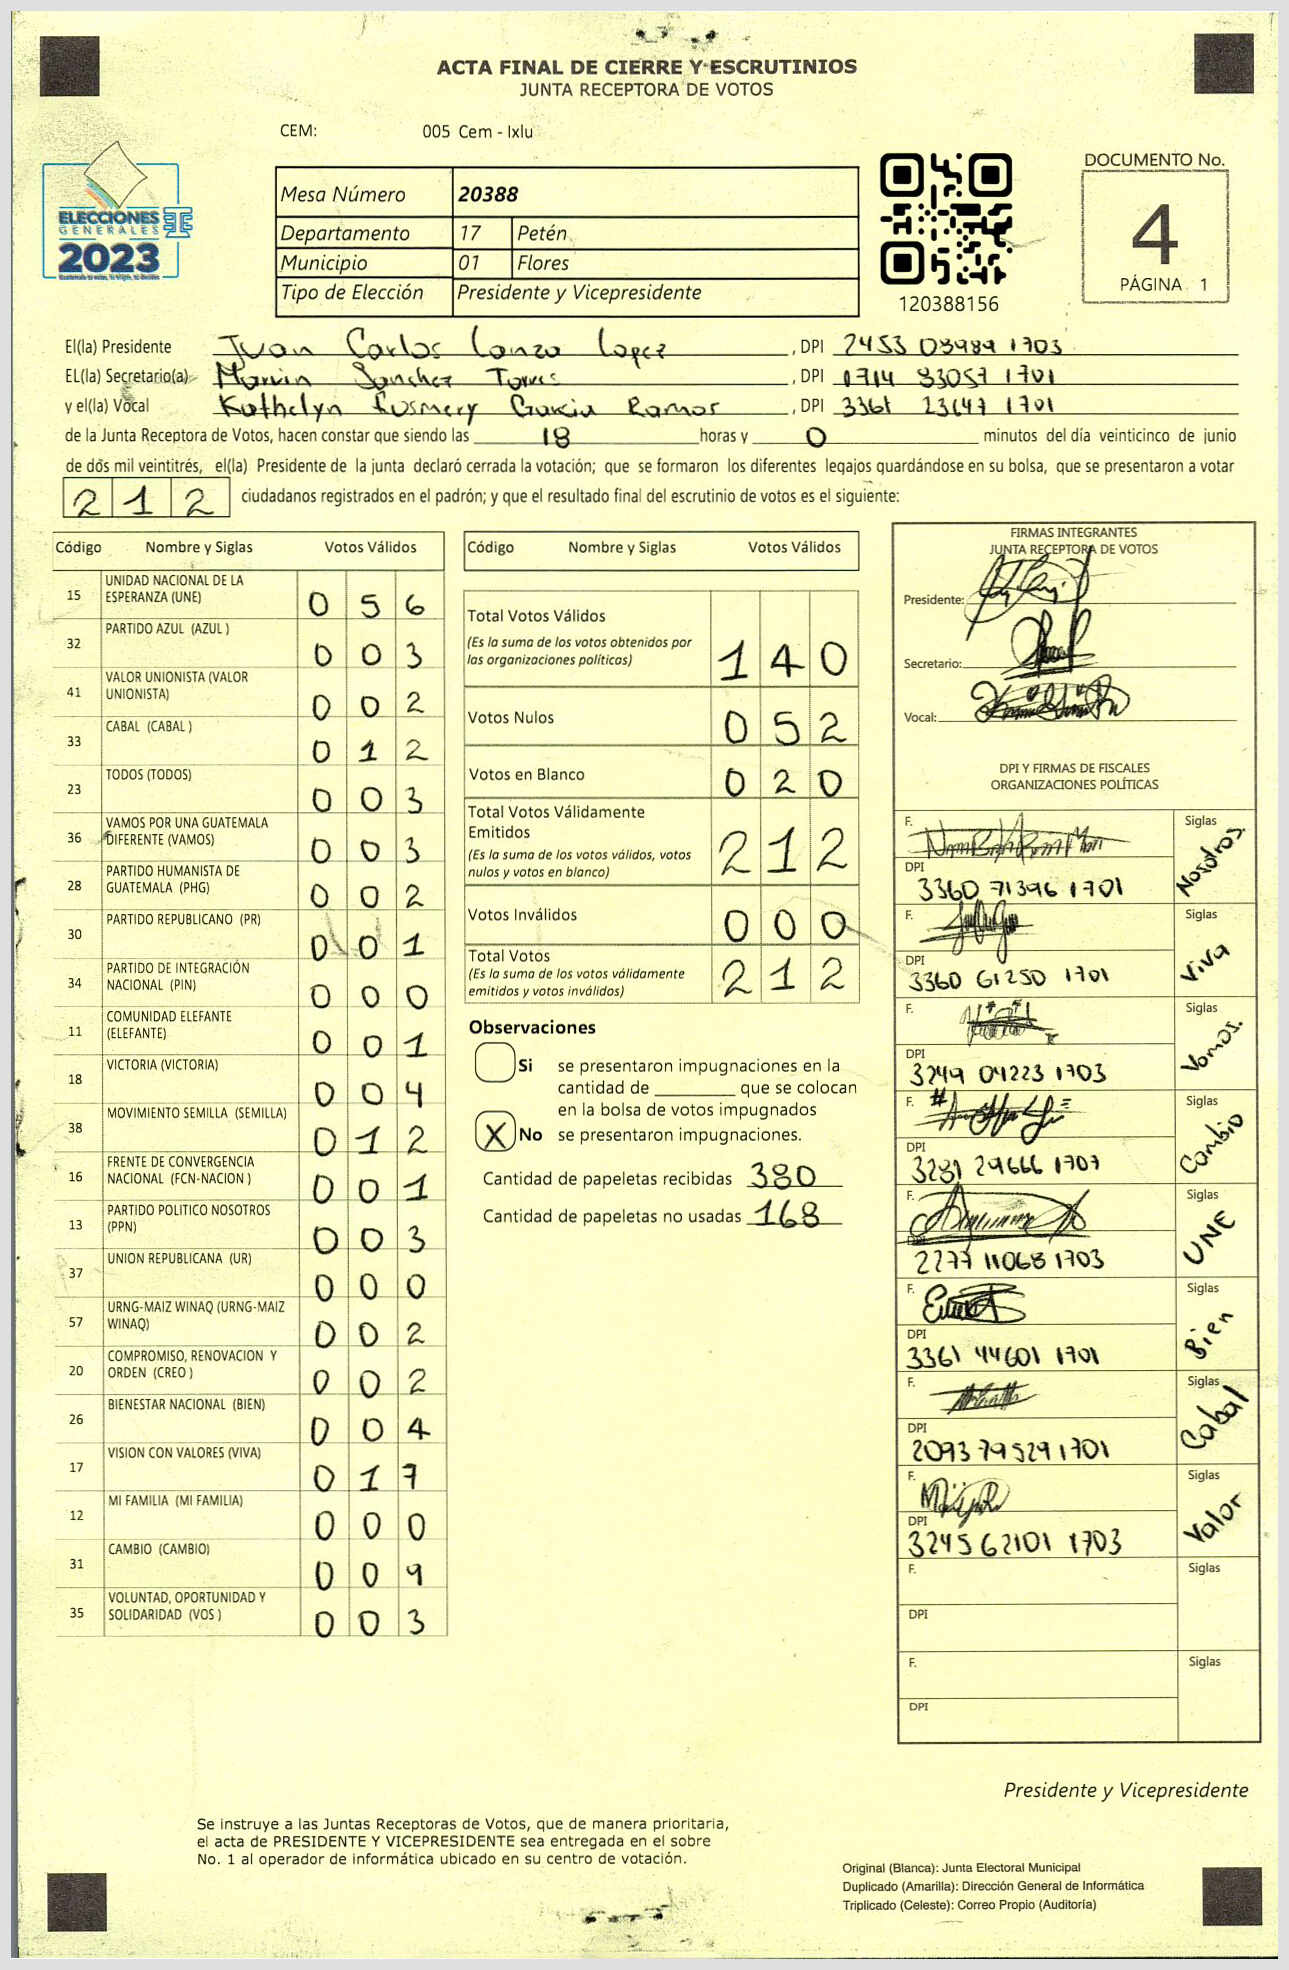 ACTA FINAL DE CIERRE Y ESCRUTINIOS
JUNTA RECEPTORA DE VOTOS
CEM: 005 Cem - Ixlu
ELECCIONES
GENERALES
2023
Mesa Número 20388
Departamento 17 Petén
Municipio 01 Flores
Tipo de Elección Presidente y Vicepresidente
120388156
DOCUMENTO No.
4
PÁGINA 1
El(la) Presidente Juan Carlos Lanza Lopez, DPI 2453 03989 1703
EL(la) Secretario(a) Marvin Sanchez Torres, DPI 1714 93057 1701
y el(la) Vocal Kathelyn Rosmery Garcia Ramos, DPI 3361 23647 1701
de la Junta Receptora de Votos, hacen constar que siendo las 18 horas y 0 minutos del día veinticinco de junio
de dos mil veintitrés, el(la) Presidente de la junta declaró cerrada la votación; que se formaron los diferentes legajos quardándose en su bolsa, que se presentaron a votar
212 ciudadanos registrados en el padrón; y que el resultado final del escrutinio de votos es el siguiente:
Código Nombre y Siglas Votos Válidos
15 UNIDAD NACIONAL DE LA
ESPERANZA (UNE) 0 5 6
32 PARTIDO AZUL (AZUL ) 0 0 3
41 VALOR UNIONISTA (VALOR
UNIONISTA) 0 0 2
33 CABAL (CABAL ) 0 1 2
23 TODOS (TODOS) 0 0 3
36 VAMOS POR UNA GUATEMALA
DIFERENTE (VAMOS) 0 0 3
28 PARTIDO HUMANISTA DE
GUATEMALA (PHG) 0 0 2
30 PARTIDO REPUBLICANO (PR) 0 0 1
34 PARTIDO DE INTEGRACIÓN
NACIONAL (PIN) 0 0 0
11 COMUNIDAD ELEFANTE
(ELEFANTE) 0 0 1
18 VICTORIA (VICTORIA) 0 0 4
38 MOVIMIENTO SEMILLA (SEMILLA) 0 1 2
16 FRENTE DE CONVERGENCIA
NACIONAL (FCN-NACION ) 0 0 1
13 PARTIDO POLITICO NOSOTROS
(PPN) 0 0 3
37 UNION REPUBLICANA (UR) 0 0 0
57 URNG-MAIZ WINAQ (URNG-MAIZ
WINAQ) 0 0 2
20 COMPROMISO, RENOVACION Y
ORDEN (CREO ) 0 0 2
26 BIENESTAR NACIONAL (BIEN) 0 0 4
17 VISION CON VALORES (VIVA) 0 1 7
12 MI FAMILIA (MI FAMILIA) 0 0 0
31 CAMBIO (CAMBIO) 0 0 9
35 VOLUNTAD, OPORTUNIDAD Y
SOLIDARIDAD (VOS ) 0 0 3
Código Nombre y Siglas Votos Válidos
Total Votos Válidos
(Es la suma de los votos obtenidos por
las organizaciones políticas) 1 4 0
Votos Nulos 0 5 2
Votos en Blanco 0 2 0
Total Votos Válidamente
Emitidos
(Es la suma de los votos válidos, votos
nulos y votos en blanco) 2 1 2
Votos Inválidos 0 0 0
Total Votos
(Es la suma de los votos válidamente
emitidos y votos inválidos) 2 1 2
Observaciones
Si se presentaron impugnaciones en la
cantidad de ________ que se colocan
en la bolsa de votos impugnados
X No se presentaron impugnaciones.
Cantidad de papeletas recibidas 380
Cantidad de papeletas no usadas 168
FIRMAS INTEGRANTES
JUNTA RECEPTORA DE VOTOS
Presidente:
Secretario:
Vocal:
DPI Y FIRMAS DE FISCALES
ORGANIZACIONES POLÍTICAS
F. Siglas Nosotros
DPI 3360 71396 1701
F. Siglas Viva
DPI 3360 61250 1701
F. Siglas Vamos.
DPI 3249 04223 1703
F. Siglas Cambio
DPI 3281 29666 1707
F. Siglas UNE
DPI 2277 11068 1703
F. Siglas Bien
DPI 3361 44601 1701
F. Siglas Cabal
DPI 2093 79529 1701
F. Siglas Valor
DPI 3245 62101 1703
F. Siglas
DPI
F. Siglas
DPI
Presidente y Vicepresidente
Se instruye a las Juntas Receptoras de Votos, que de manera prioritaria,
el acta de PRESIDENTE Y VICEPRESIDENTE sea entregada en el sobre
No. 1 al operador de informática ubicado en su centro de votación.
Original (Blanca): Junta Electoral Municipal
Duplicado (Amarilla): Dirección General de Informática
Triplicado (Celeste): Correo Propio (Auditoría)